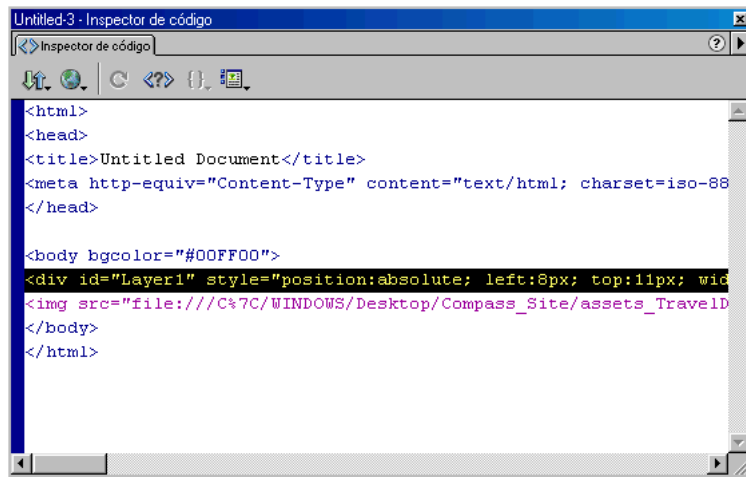 Untitled-3 - Inspector de código
Inspector de código
<html>
<head>
<title>Untitled Document</title>
<meta http-equiv="Content-Type" content="text/html; charset=iso-88
</head>
<body bgcolor="#00FF00">
<div id="Layer1" style="position:absolute; left:8px; top:11px; wid
<img src="file:///C%7C/WINDOWS/Desktop/Compass_Site/assets_TravelD
</body>
</html>